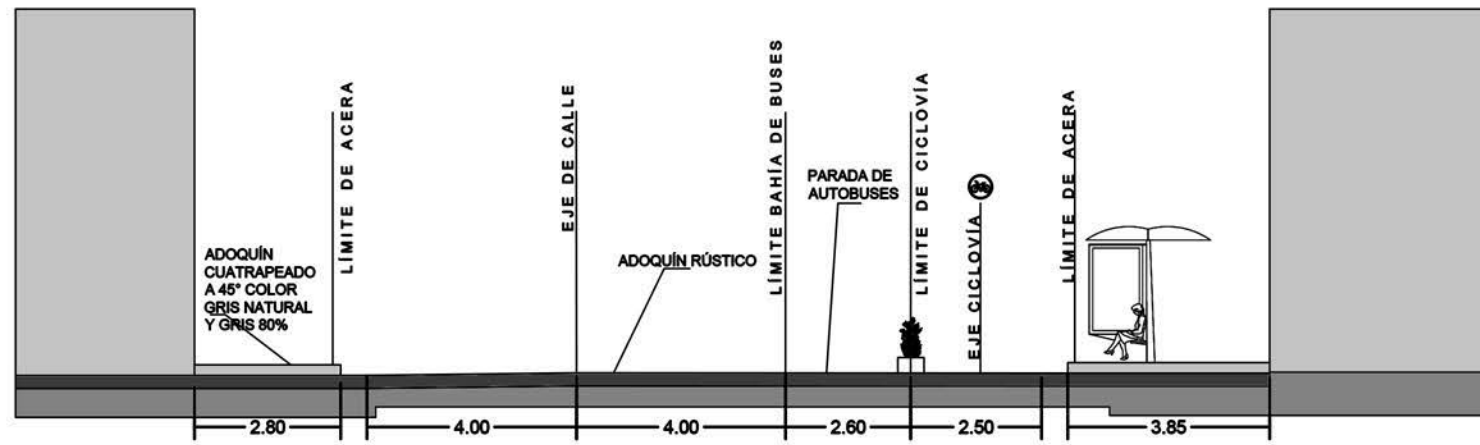 LÍMITE DE ACERA
EJE DE CALLE
LÍMITE BAHÍA DE BUSES
LÍMITE DE CICLOVÍA
EJE CICLOVÍA
LÍMITE DE ACERA
ADOQUÍN
CUATRAPEADO
A 45° COLOR
GRIS NATURAL
Y GRIS 80%
ADOQUÍN RÚSTICO
PARADA DE
AUTOBUSES
2.80
4.00
4.00
2.60
2.50
3.85